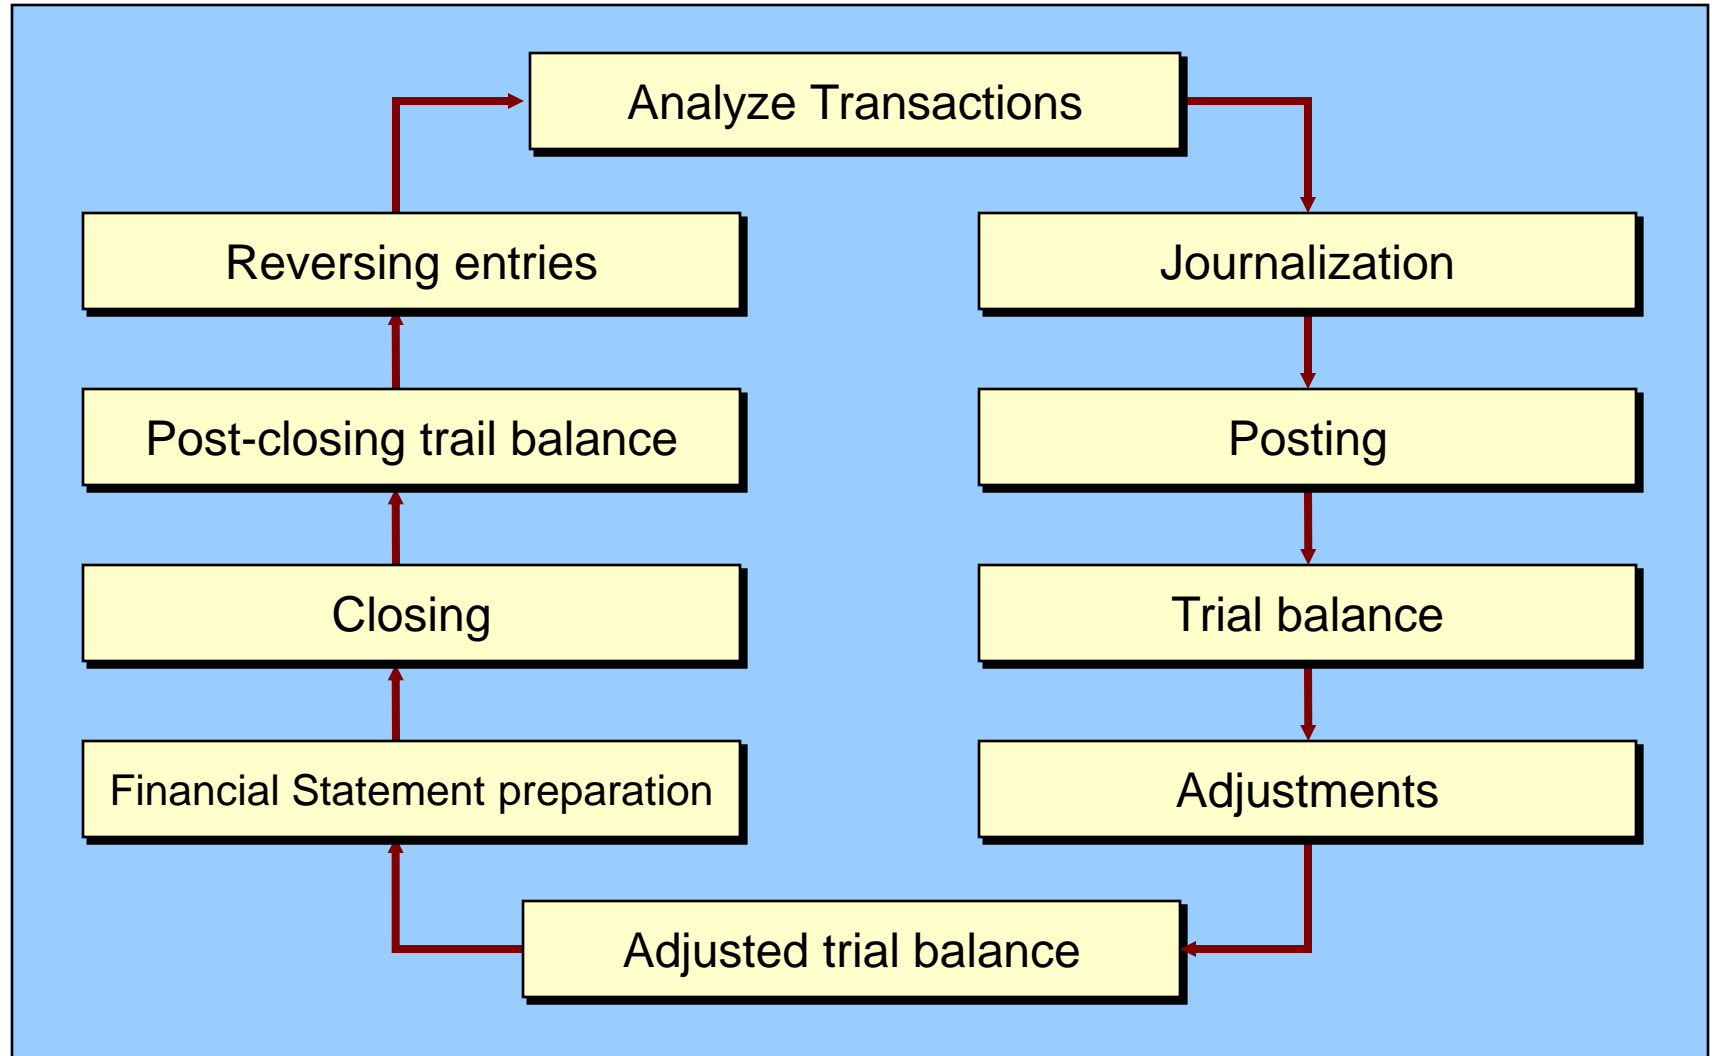 Analyze Transactions
Reversing entries
Journalization
Post-closing trail balance
Posting
Closing
Trial balance
Financial Statement preparation
Adjustments
Adjusted trial balance